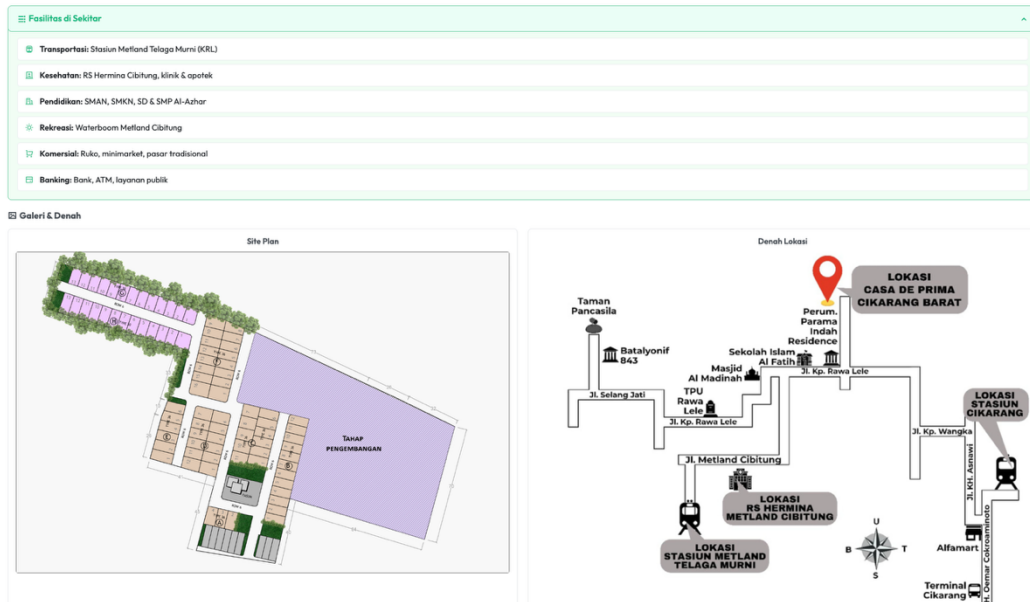 Fasilitas di Sekitar
Transportasi: Stasiun Metland Telaga Murni (KRL)
Kesehatan: RS Hermina Cibitung, klinik & apotek
Pendidikan: SMAN, SMKN, SD & SMP Al-Azhar
Rekreasi: Waterboom Metland Cibitung
Komersial: Ruko, minimarket, pasar tradisional
Banking: Bank, ATM, layanan publik
Galeri & Denah
Site Plan
TAHAP
PENGEMBANGAN
Denah Lokasi
LOKASI
CASA DE PRIMA
CIKARANG BARAT
Taman
Pancasila
Perum.
Parama
Indah
Residence
Batalyonif
843
Sekolah Islam
Al Fatih
Masjid
Al Madinah
Jl. Kp. Rawa Lele
Jl. Selang Jati
TPU
Rawa
Lele
Jl. Kp. Rawa Lele
LOKASI
STASIUN
CIKARANG
Jl. Kp. Wangka
Jl. KH. Asnawi
Jl. Metland Cibitung
LOKASI
RS HERMINA
METLAND CIBITUNG
LOKASI
STASIUN METLAND
TELAGA MURNI
U
B
T
S
Alfamart
Terminal
Cikarang
H. Oemar Cokroaminoto